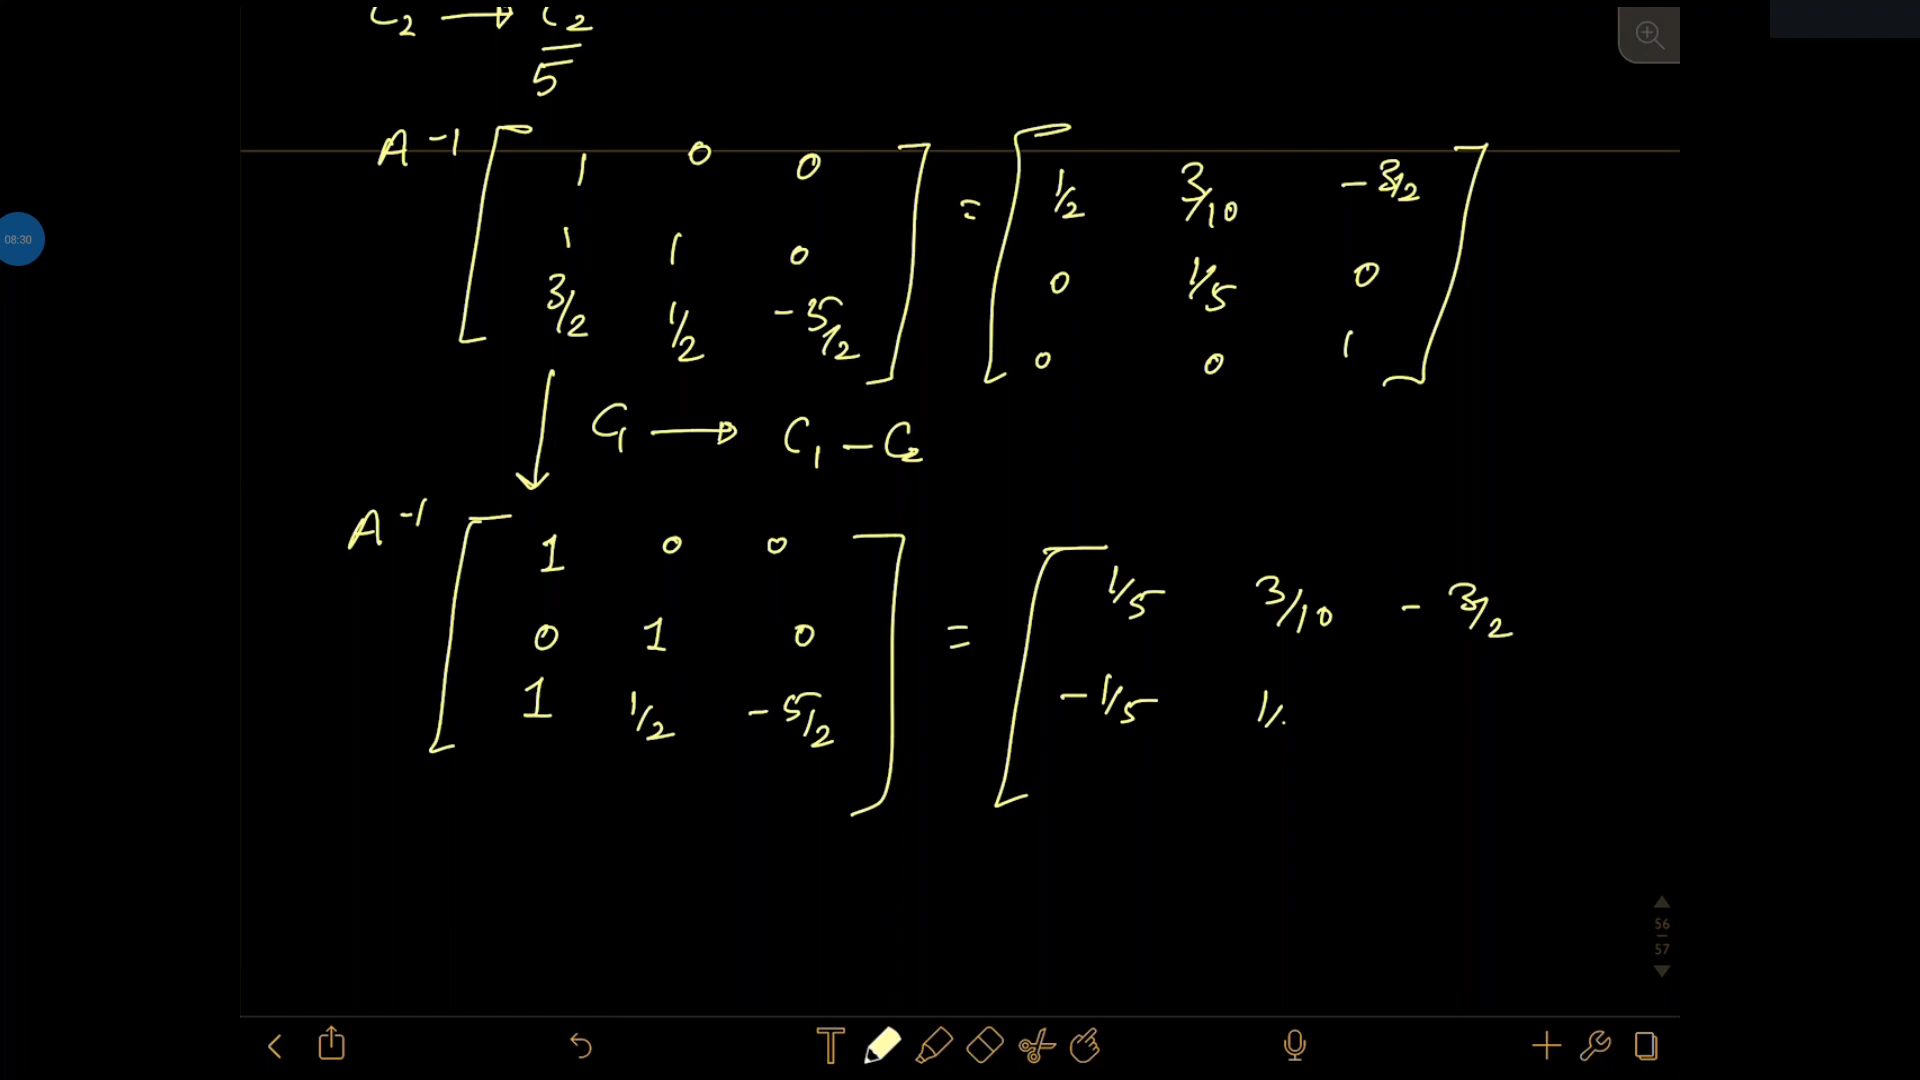 C₂ → C₂/5
A⁻¹ [ 1 0 0 ] = [ 1/2 3/10 -3/2 ]
[ 1 1 0 ] [ 0 1/5 0 ]
[ 3/2 1/2 -5/2 ] [ 0 0 1 ]
↓ C₁ → C₁ - C₂
A⁻¹ [ 1 0 0 ] = [ 1/5 3/10 -3/2
[ 0 1 0 ] [ -1/5 1/
[ 1 1/2 -5/2 ]
08:30
56
57
T